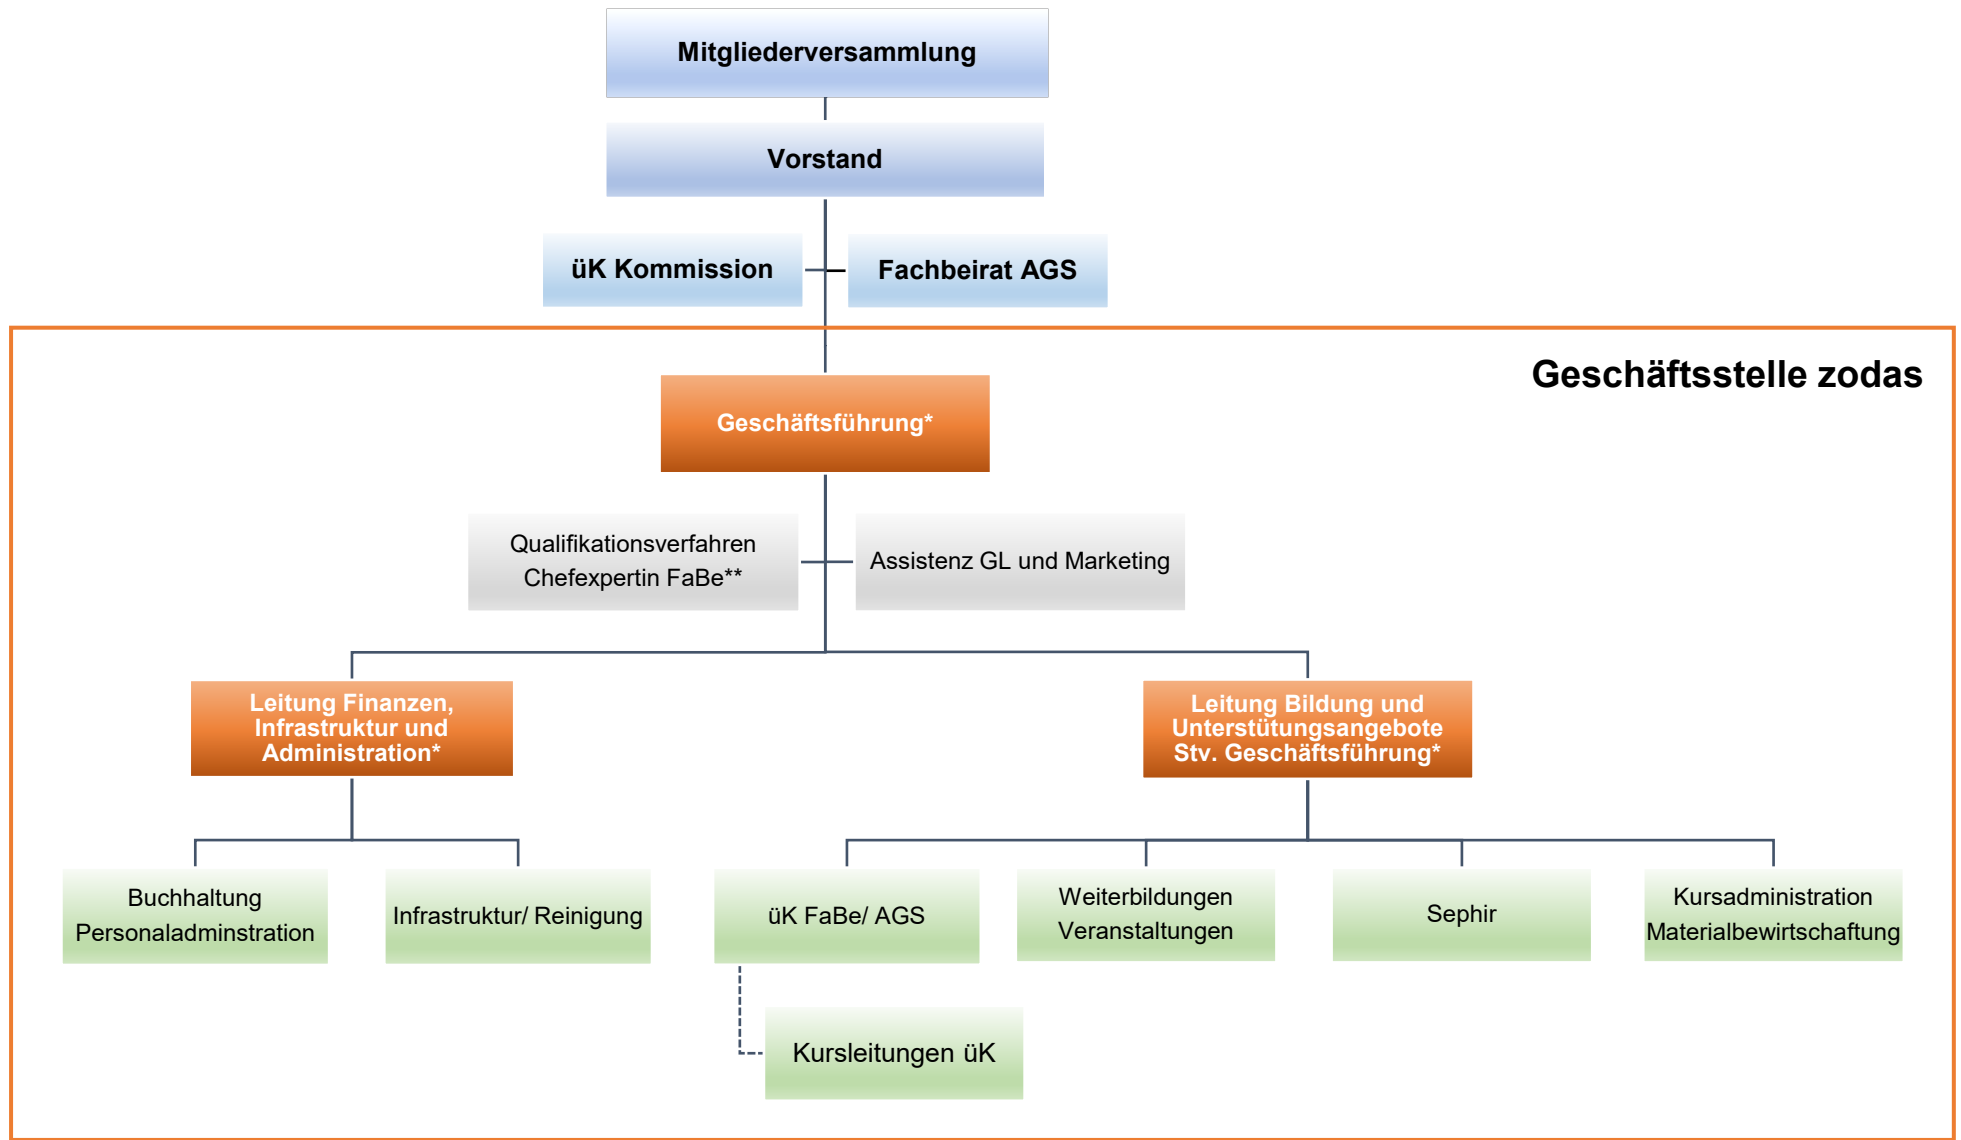 Mitgliederversammlung
Vorstand
üK Kommission
Fachbeirat AGS
Geschäftsstelle zodas
Geschäftsführung*
Qualifikationsverfahren
Chefexpertin FaBe**
Assistenz GL und Marketing
Leitung Finanzen,
Infrastruktur und
Administration*
Leitung Bildung und
Unterstütungsangebote
Stv. Geschäftsführung*
Buchhaltung
Personaladminstration
Infrastruktur/ Reinigung
üK FaBe/ AGS
Weiterbildungen
Veranstaltungen
Sephir
Kursadministration
Materialbewirtschaftung
Kursleitungen üK